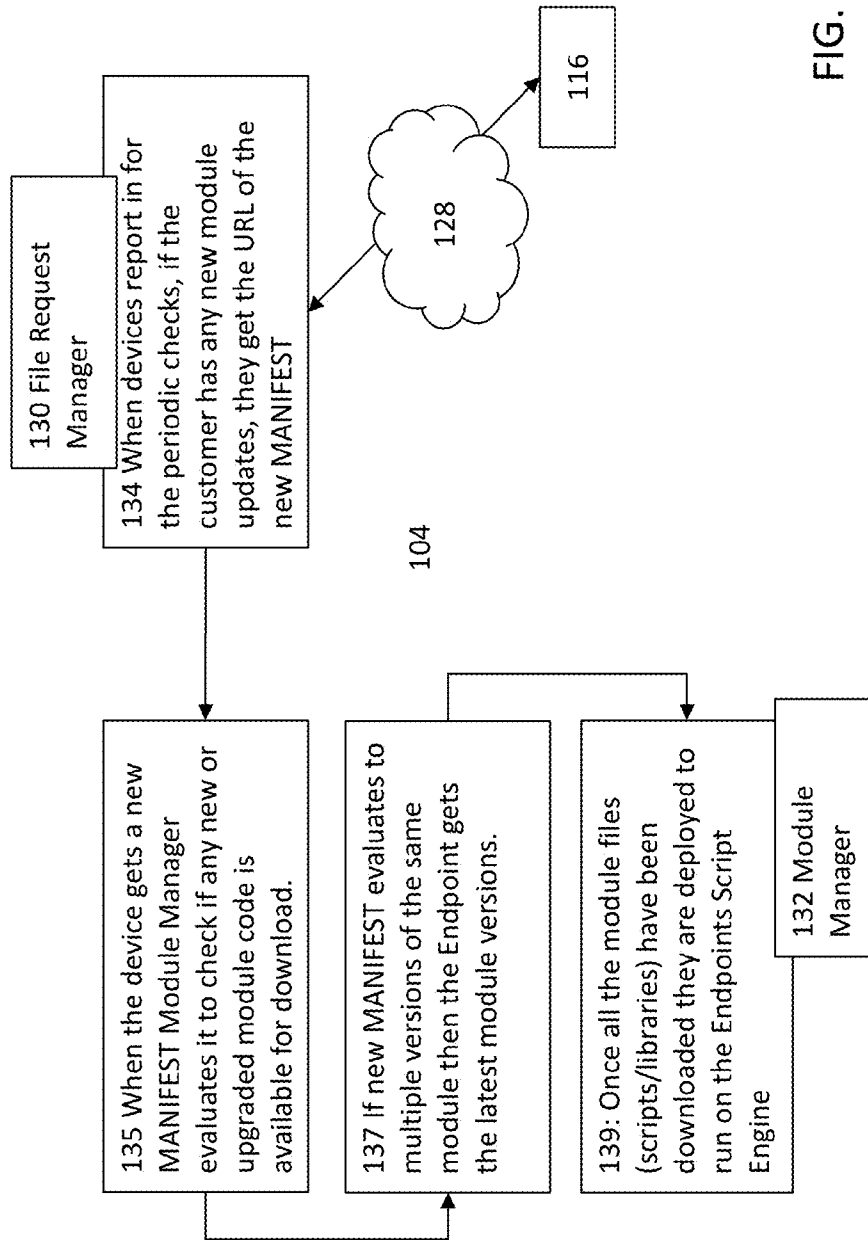 130 File Request
Manager
134 When devices report in for
the periodic checks, if the
customer has any new module
updates, they get the URL of the
new MANIFEST
128
116
104
135 When the device gets a new
MANIFEST Module Manager
evaluates it to check if any new or
upgraded module code is
available for download.
137 If new MANIFEST evaluates to
multiple versions of the same
module then the Endpoint gets
the latest module versions.
139: Once all the module files
(scripts/libraries) have been
downloaded they are deployed to
run on the Endpoints Script
Engine
132 Module
Manager
FIG.